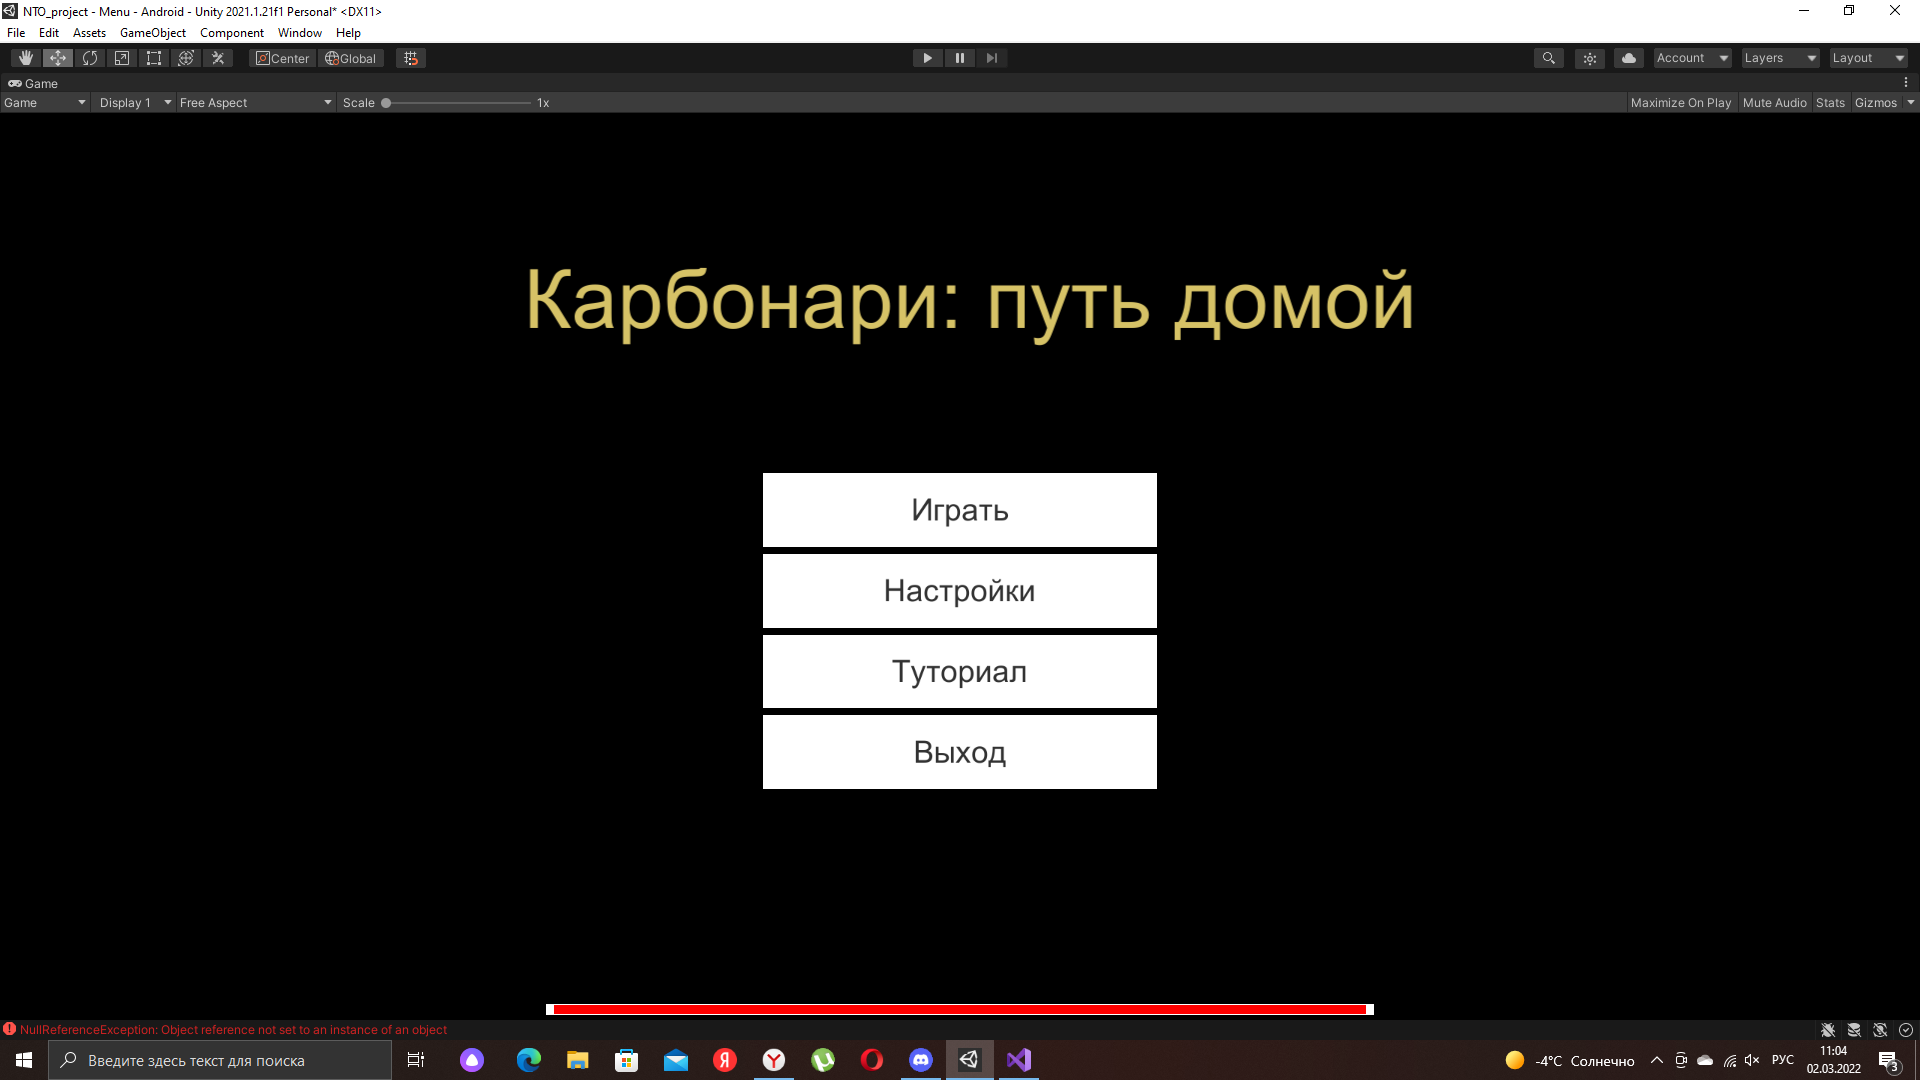 NTO_project - Menu - Android - Unity 2021.1.21f1 Personal* <DX11>
File Edit Assets GameObject Component Window Help
Center Global Account Layers Layout
Game
Game Display 1 Free Aspect Scale 1x Maximize On Play Mute Audio Stats Gizmos
Карбонари: путь домой
Играть
Настройки
Туториал
Выход
NullReferenceException: Object reference not set to an instance of an object
Введите здесь текст для поиска
-4°C Солнечно
РУС
11:04
02.03.2022
3